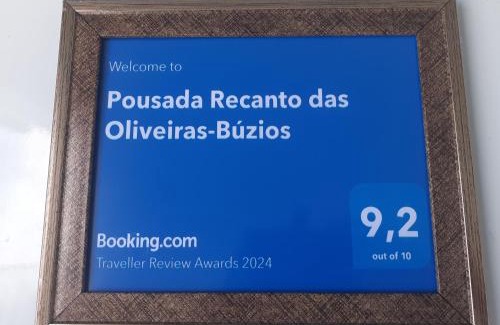 Welcome to
Pousada Recanto das
Oliveiras-Búzios
9,2
out of 10
Booking.com
Traveller Review Awards 2024